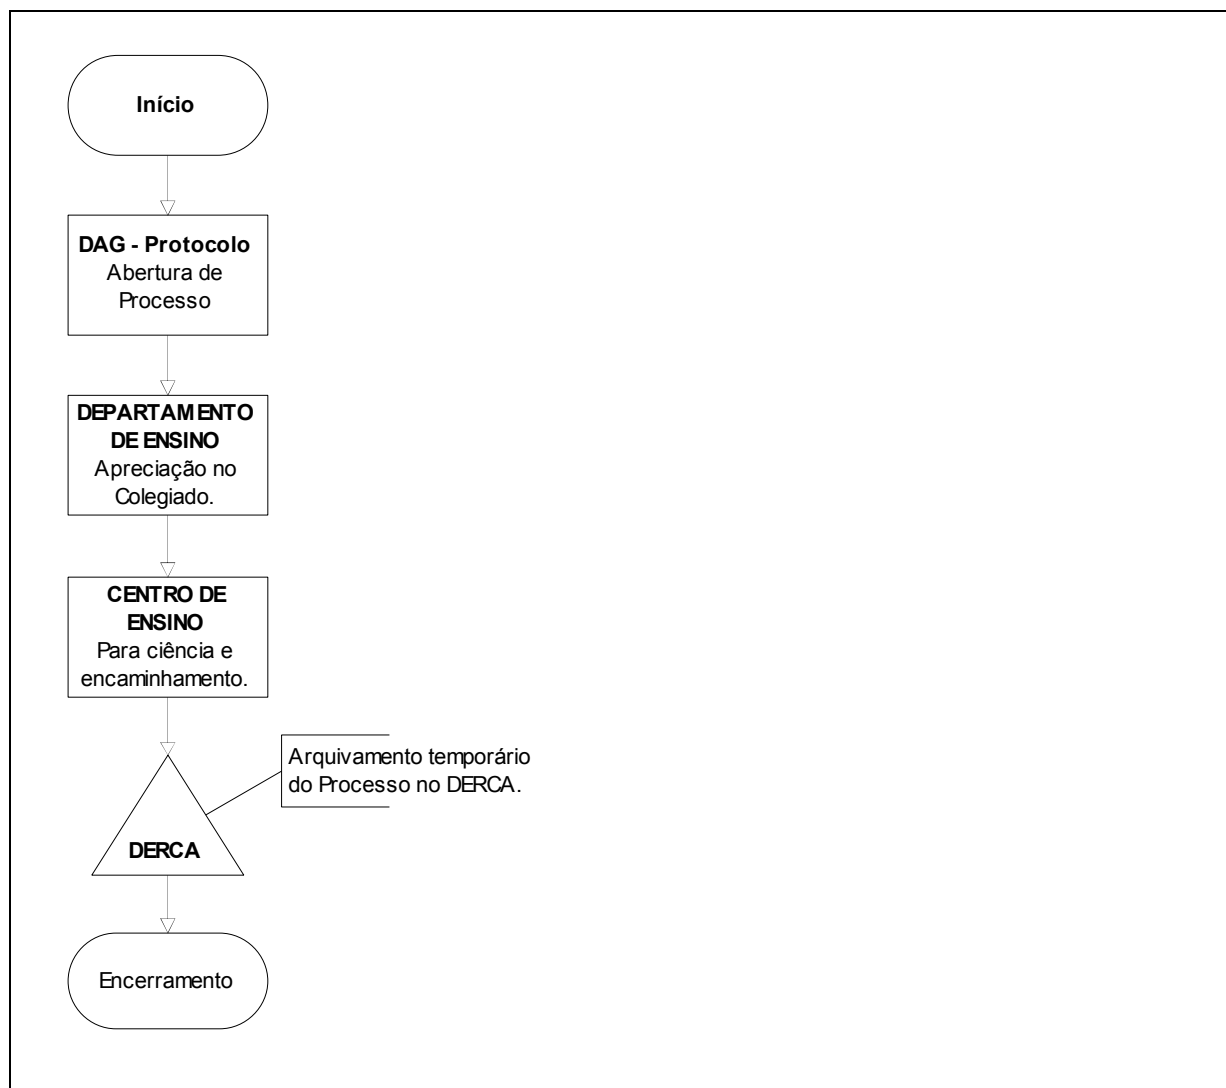 Início
DAG - Protocolo
Abertura de
Processo
DEPARTAMENTO
DE ENSINO
Apreciação no
Colegiado.
CENTRO DE
ENSINO
Para ciência e
encaminhamento.
Arquivamento temporário
do Processo no DERCA.
DERCA
Encerramento